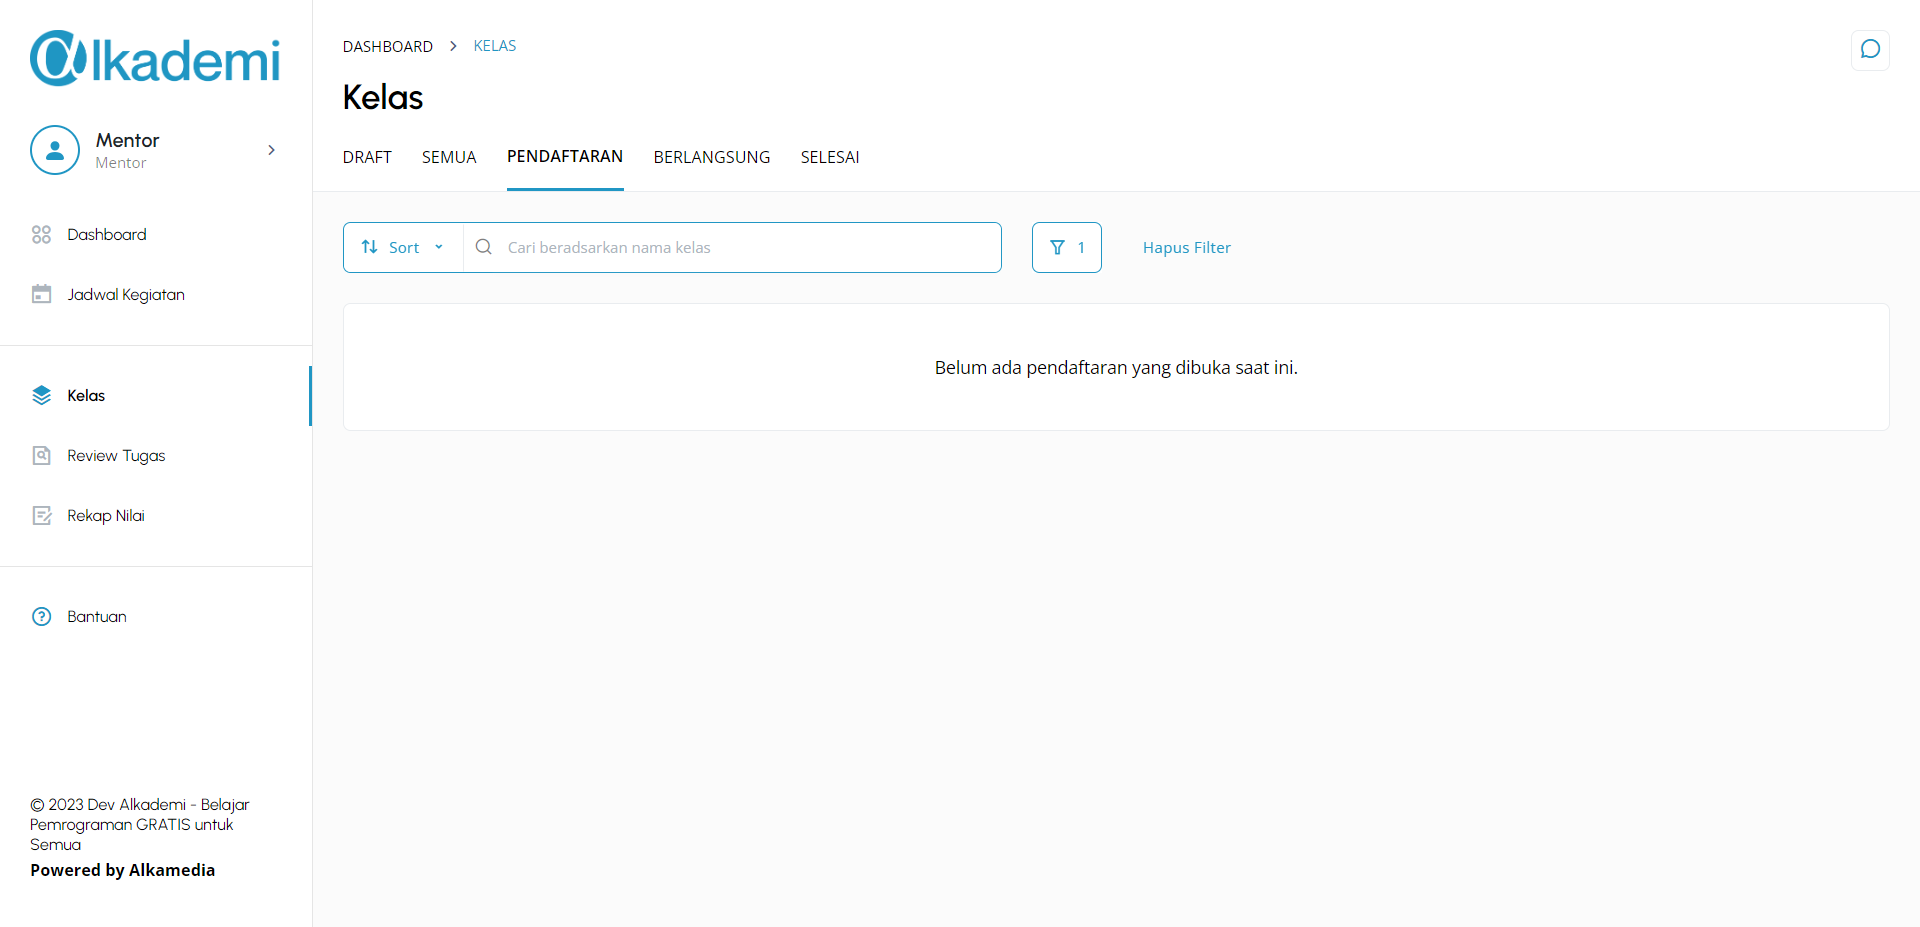 @lkademi
Mentor
Mentor
Dashboard
Jadwal Kegiatan
Kelas
Review Tugas
Rekap Nilai
Bantuan
© 2023 Dev Alkademi - Belajar
Pemrograman GRATIS untuk
Semua
Powered by Alkamedia
DASHBOARD > KELAS
Kelas
DRAFT SEMUA PENDAFTARAN BERLANGSUNG SELESAI
Sort Cari beradsarkan nama kelas 1 Hapus Filter
Belum ada pendaftaran yang dibuka saat ini.